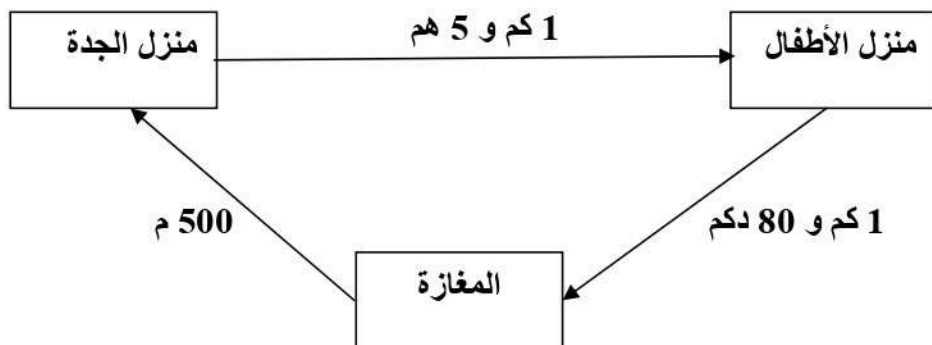 منزل الأطفال
1 كم و 5 هم
منزل الجدة
1 كم و 80 دكم
500 م
المغازة